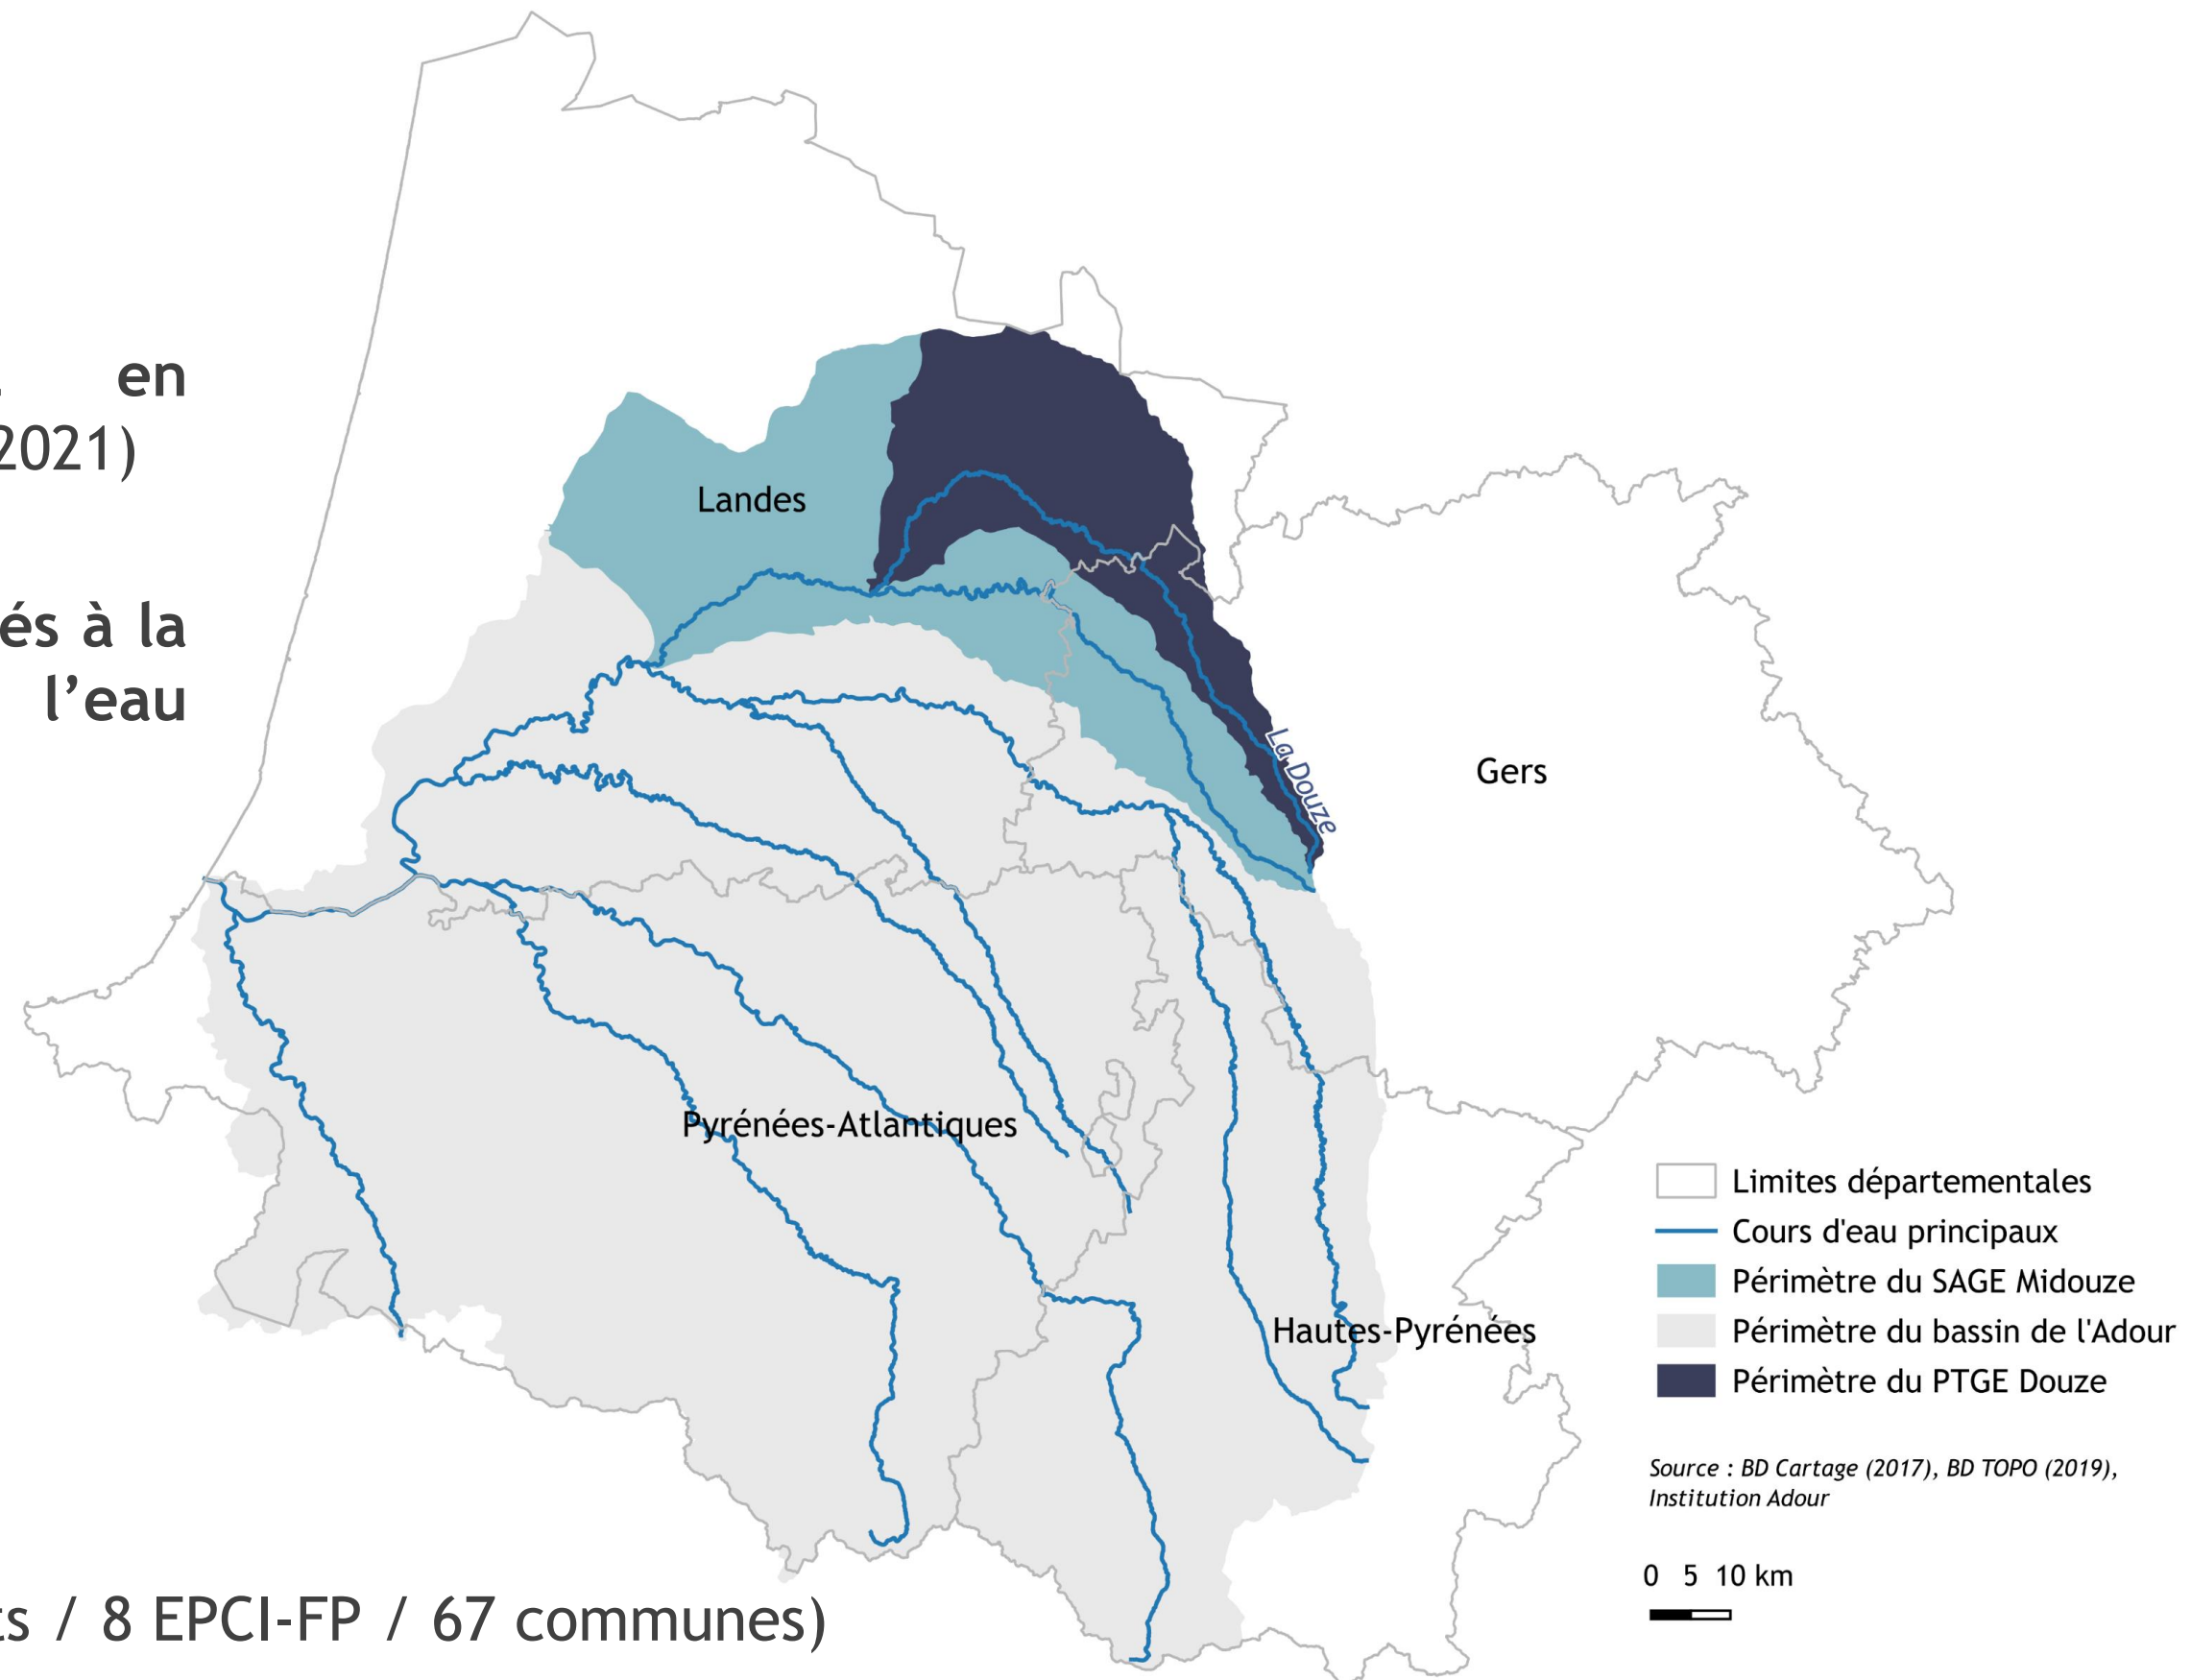 en
2021)
és à la
l'eau
Landes
La Douze
Gers
Pyrénées-Atlantiques
Hautes-Pyrénées
Limites départementales
Cours d'eau principaux
Périmètre du SAGE Midouze
Périmètre du bassin de l'Adour
Périmètre du PTGE Douze
Source : BD Cartage (2017), BD TOPO (2019),
Institution Adour
0 5 10 km
/ 8 EPCI-FP / 67 communes)